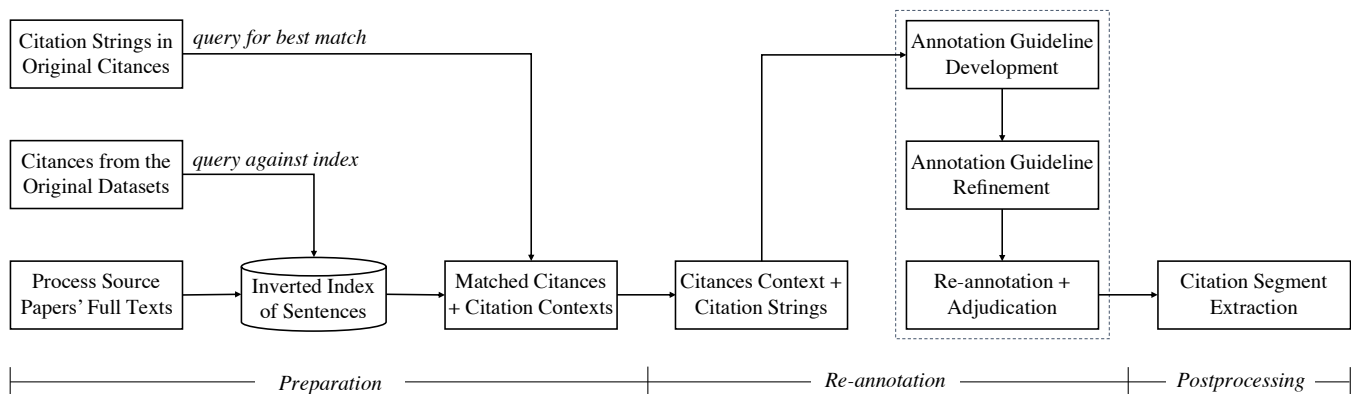 Citation Strings in
Original Citances
query for best match
Citances from the
Original Datasets
query against index
Process Source
Papers' Full Texts
Inverted Index
of Sentences
Matched Citances
+ Citation Contexts
Citances Context +
Citation Strings
Annotation Guideline
Development
Annotation Guideline
Refinement
Re-annotation +
Adjudication
Citation Segment
Extraction
Preparation
Re-annotation
Postprocessing